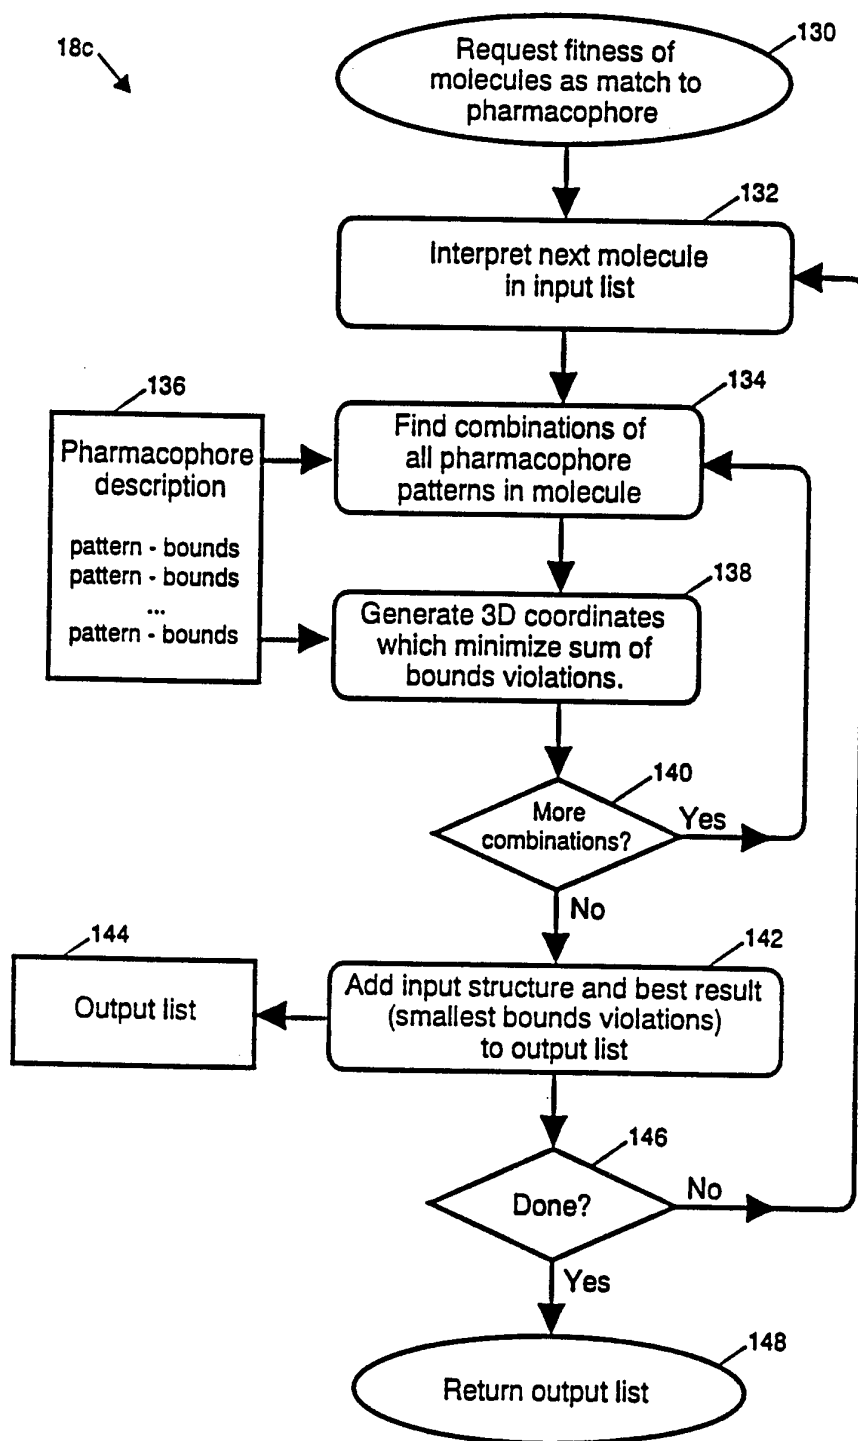 18c
130
Request fitness of
molecules as match to
pharmacophore
132
Interpret next molecule
in input list
136
Pharmacophore
description
pattern - bounds
pattern - bounds
...
pattern - bounds
134
Find combinations of
all pharmacophore
patterns in molecule
138
Generate 3D coordinates
which minimize sum of
bounds violations.
140
More
combinations?
Yes
No
144
Output list
142
Add input structure and best result
(smallest bounds violations)
to output list
146
Done?
No
Yes
148
Return output list